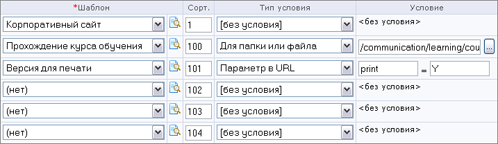 *Шаблон Сорт. Тип условия Условие
Корпоративный сайт 1 [без условия] <без условия>
Прохождение курса обучения 100 Для папки или файла /communication/learning/cou ...
Версия для печати 101 Параметр в URL print = Y
(нет) 102 [без условия] <без условия>
(нет) 103 [без условия] <без условия>
(нет) 104 [без условия] <без условия>